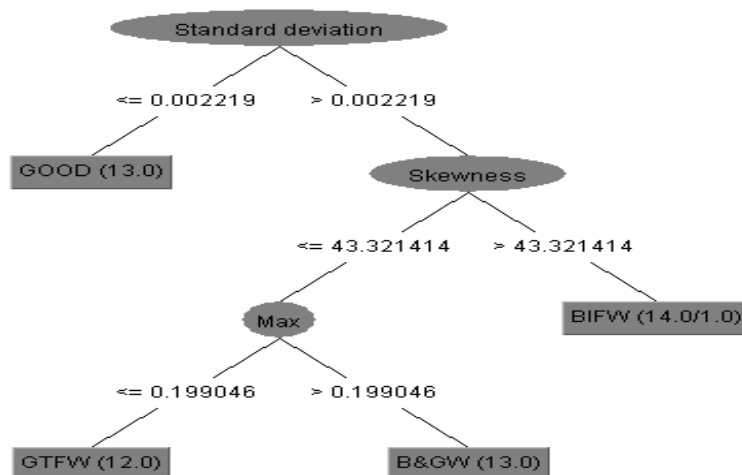 Standard deviation
<= 0.002219
> 0.002219
GOOD (13.0)
Skewness
<= 43.321414
> 43.321414
Max
BIFW (14.0/1.0)
<= 0.199046
> 0.199046
GTFW (12.0)
B&GW (13.0)